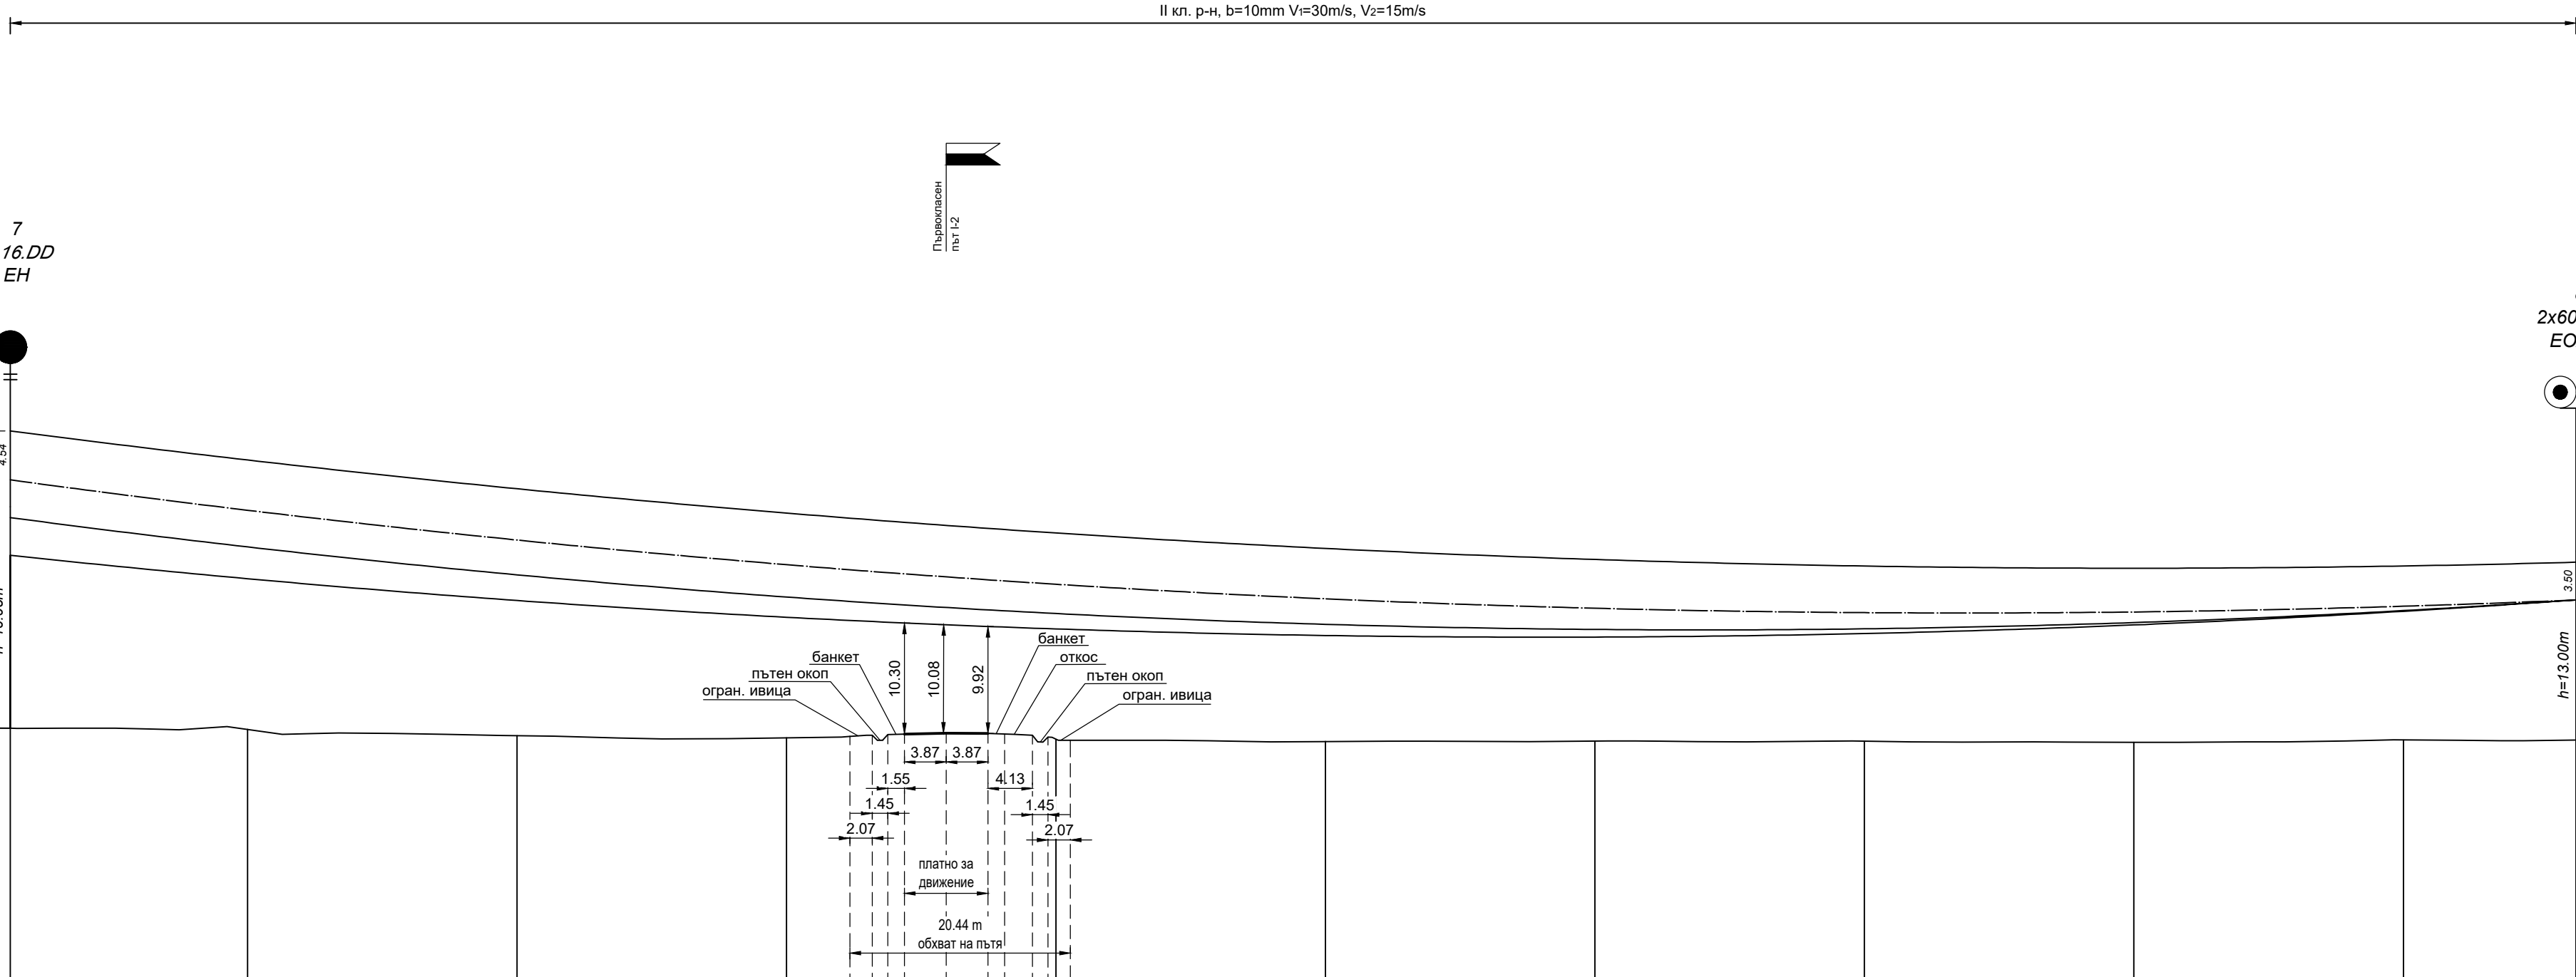 II кл. р-н, b=10mm V₁=30m/s, V₂=15m/s
Първокласен
път I-2
7
16.DD
EH
2x60
EO
4.54
3.50
h=13.00m
банкет
пътен окоп
огран. ивица
10.30
10.08
9.92
банкет
откос
пътен окоп
огран. ивица
3.87
3.87
1.55
4.13
1.45
1.45
2.07
2.07
платно за
движение
20.44 m
обхват на пътя